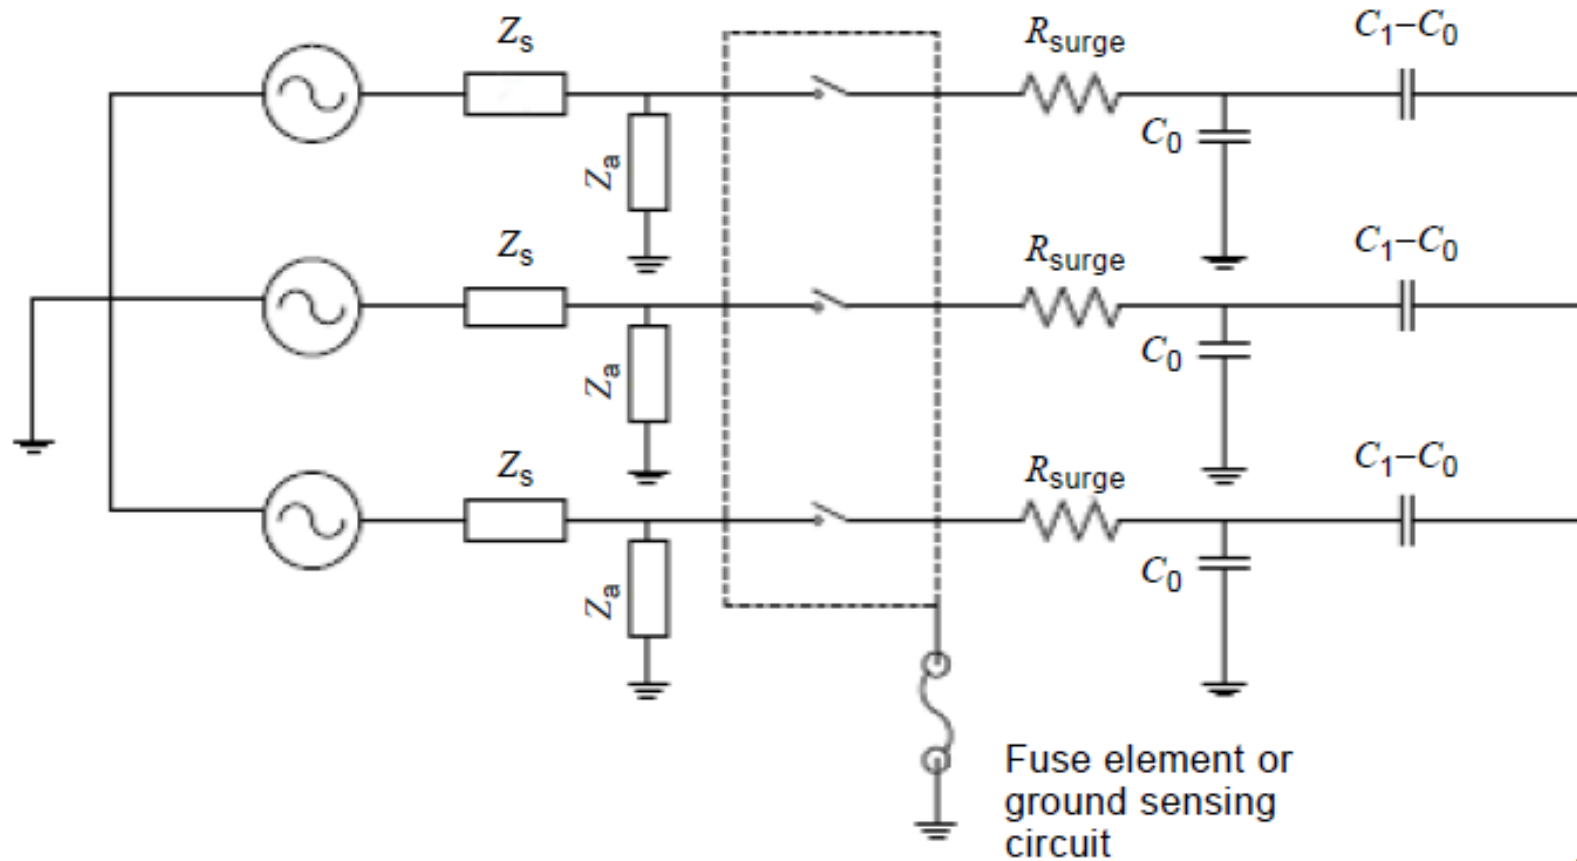 Zs
Rsurge
C1–C0
Za
C0
Zs
Rsurge
C1–C0
Za
C0
Zs
Rsurge
C1–C0
Za
C0
Fuse element or
ground sensing
circuit